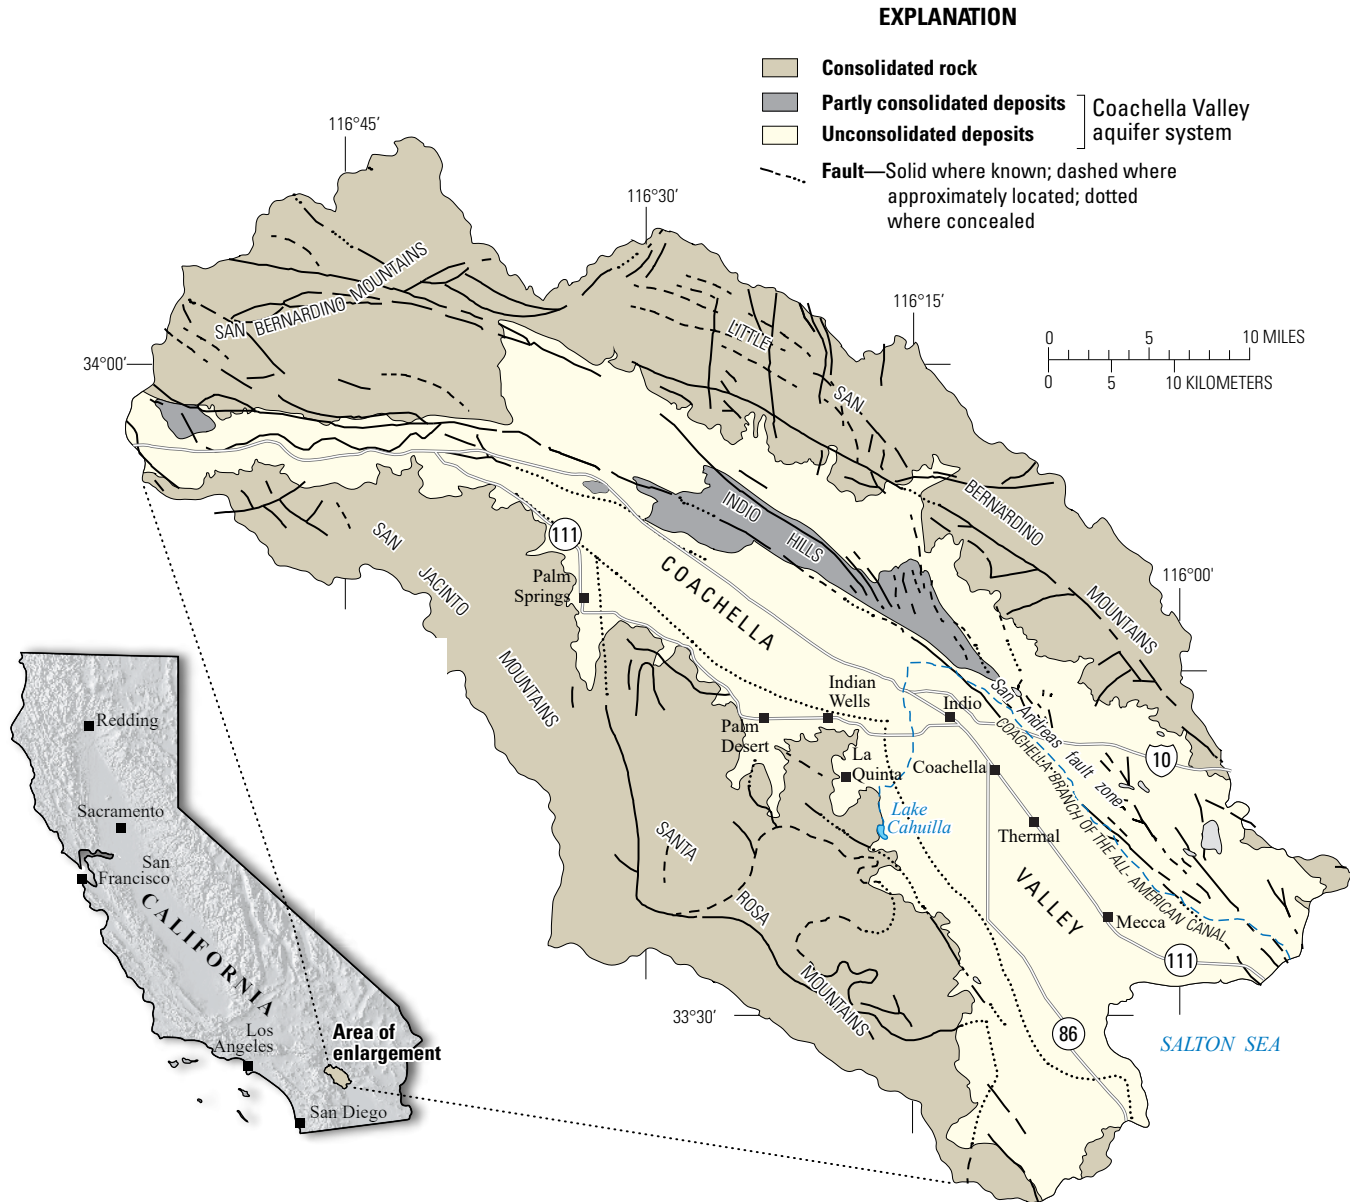 EXPLANATION
Consolidated rock
Partly consolidated deposits
Unconsolidated deposits
Coachella Valley
aquifer system
Fault—Solid where known; dashed where
approximately located; dotted
where concealed
116°45′
116°30′
116°15′
116°00′
34°00′
33°30′
0 5 10 MILES
0 5 10 KILOMETERS
SAN BERNARDINO MOUNTAINS
LITTLE
SAN
BERNARDINO
MOUNTAINS
INDIO
HILLS
SAN
JACINTO
MOUNTAINS
111
Palm
Springs
COACHELLA
VALLEY
Indian
Wells
Indio
Palm
Desert
La
Quinta
Coachella
San Andreas fault zone
COACHELLA BRANCH OF THE ALL-AMERICAN CANAL
10
Lake
Cahuilla
Thermal
Mecca
SANTA
ROSA
MOUNTAINS
111
86
SALTON SEA
Redding
Sacramento
San
Francisco
CALIFORNIA
Los
Angeles
San Diego
Area of
enlargement